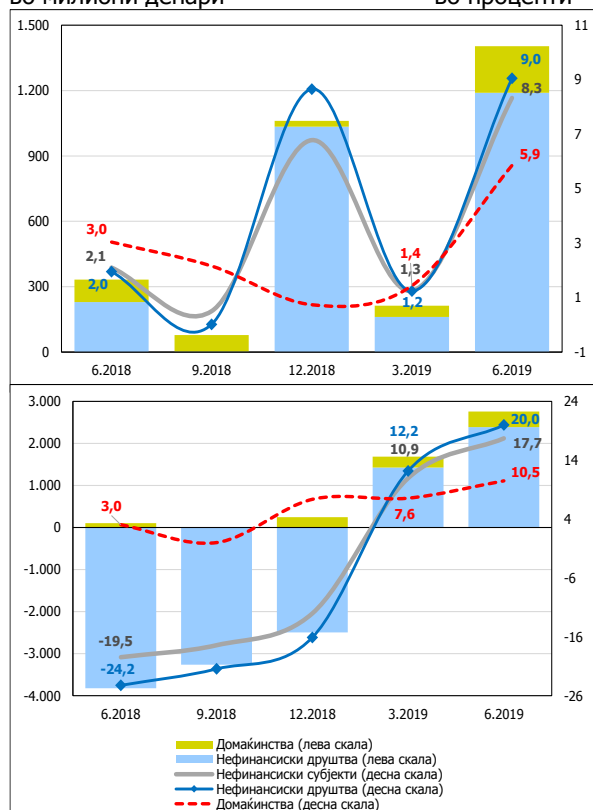 во милиони денари во проценти
11
1.500 9,0 9
8,3
1.200 7
900 5,9 5
3,0 600 1,4 3
2,1 1,3
2,0 300 1,2 1
0 -1
6.2018 9.2018 12.2018 3.2019 6.2019
3.000 24
12,2 20,0
2.000 10,9 17,7
14
1.000 10,5
3,0 7,6
0 4
-1.000
-6
-2.000
-19,5 -16
-3.000
-24,2
-4.000 -26
6.2018 9.2018 12.2018 3.2019 6.2019
Домаќинства (лева скала)
Нефинансиски друштва (лева скала)
Нефинансиски субјекти (десна скала)
Нефинансиски друштва (десна скала)
Домаќинства (десна скала)